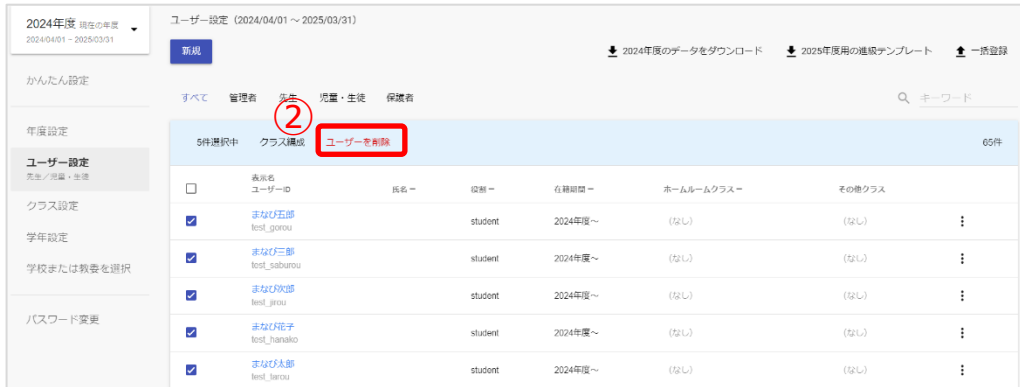 2024年度 現在の年度
2024/04/01 ~ 2025/03/31
かんたん設定
年度設定
ユーザー設定
先生/児童・生徒
クラス設定
学年設定
学校または教委を選択
パスワード変更
ユーザー設定(2024/04/01 ~ 2025/03/31)
新規
2024年度のデータをダウンロード 2025年度用の進級テンプレート 一括登録
すべて 管理者 先生 児童・生徒 保護者 キーワード
②
5件選択中 クラス編成 ユーザーを削除 65件
表示名
ユーザーID 氏名 役割 在籍期間 ホームルームクラス その他クラス
まなび五郎
test_gorou student 2024年度~ (なし) (なし)
まなび三郎
test_saburou student 2024年度~ (なし) (なし)
まなび次郎
test_jirou student 2024年度~ (なし) (なし)
まなび花子
test_hanako student 2024年度~ (なし) (なし)
まなび太郎
test_tarou student 2024年度~ (なし) (なし)